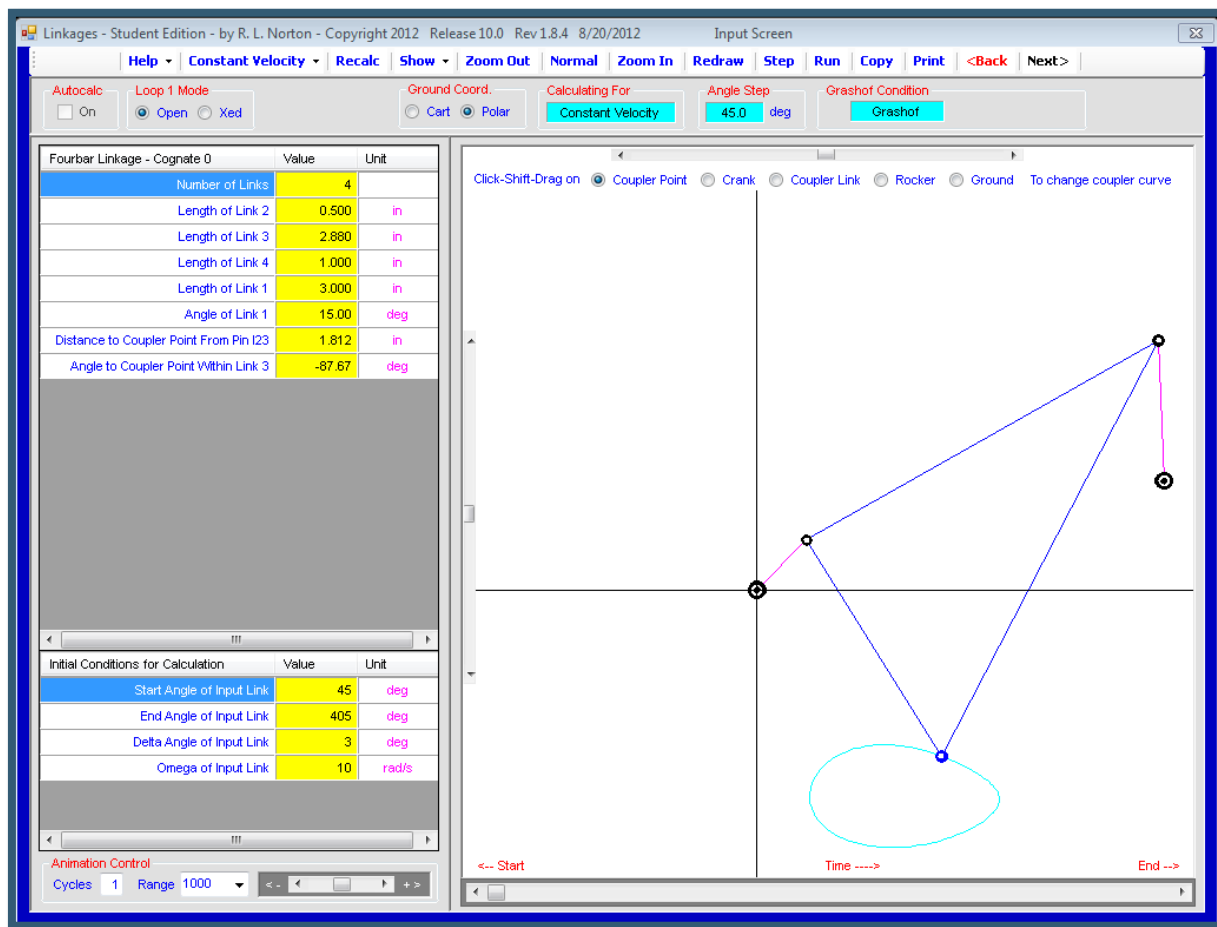 Linkages - Student Edition - by R. L. Norton - Copyright 2012 Release 10.0 Rev 1.8.4 8/20/2012 Input Screen
Help Constant Velocity Recalc Show Zoom Out Normal Zoom In Redraw Step Run Copy Print <Back Next>
Autocalc Loop 1 Mode Ground Coord. Calculating For Angle Step Grashof Condition
On Open Xed Cart Polar Constant Velocity 45.0 deg Grashof
Fourbar Linkage - Cognate 0 Value Unit
Number of Links 4
Length of Link 2 0.500 in
Length of Link 3 2.880 in
Length of Link 4 1.000 in
Length of Link 1 3.000 in
Angle of Link 1 15.00 deg
Distance to Coupler Point From Pin I23 1.812 in
Angle to Coupler Point Within Link 3 -87.67 deg
Initial Conditions for Calculation Value Unit
Start Angle of Input Link 45 deg
End Angle of Input Link 405 deg
Delta Angle of Input Link 3 deg
Omega of Input Link 10 rad/s
Animation Control
Cycles 1 Range 1000 < - + >
Click-Shift-Drag on Coupler Point Crank Coupler Link Rocker Ground To change coupler curve
<-- Start Time ----> End -->